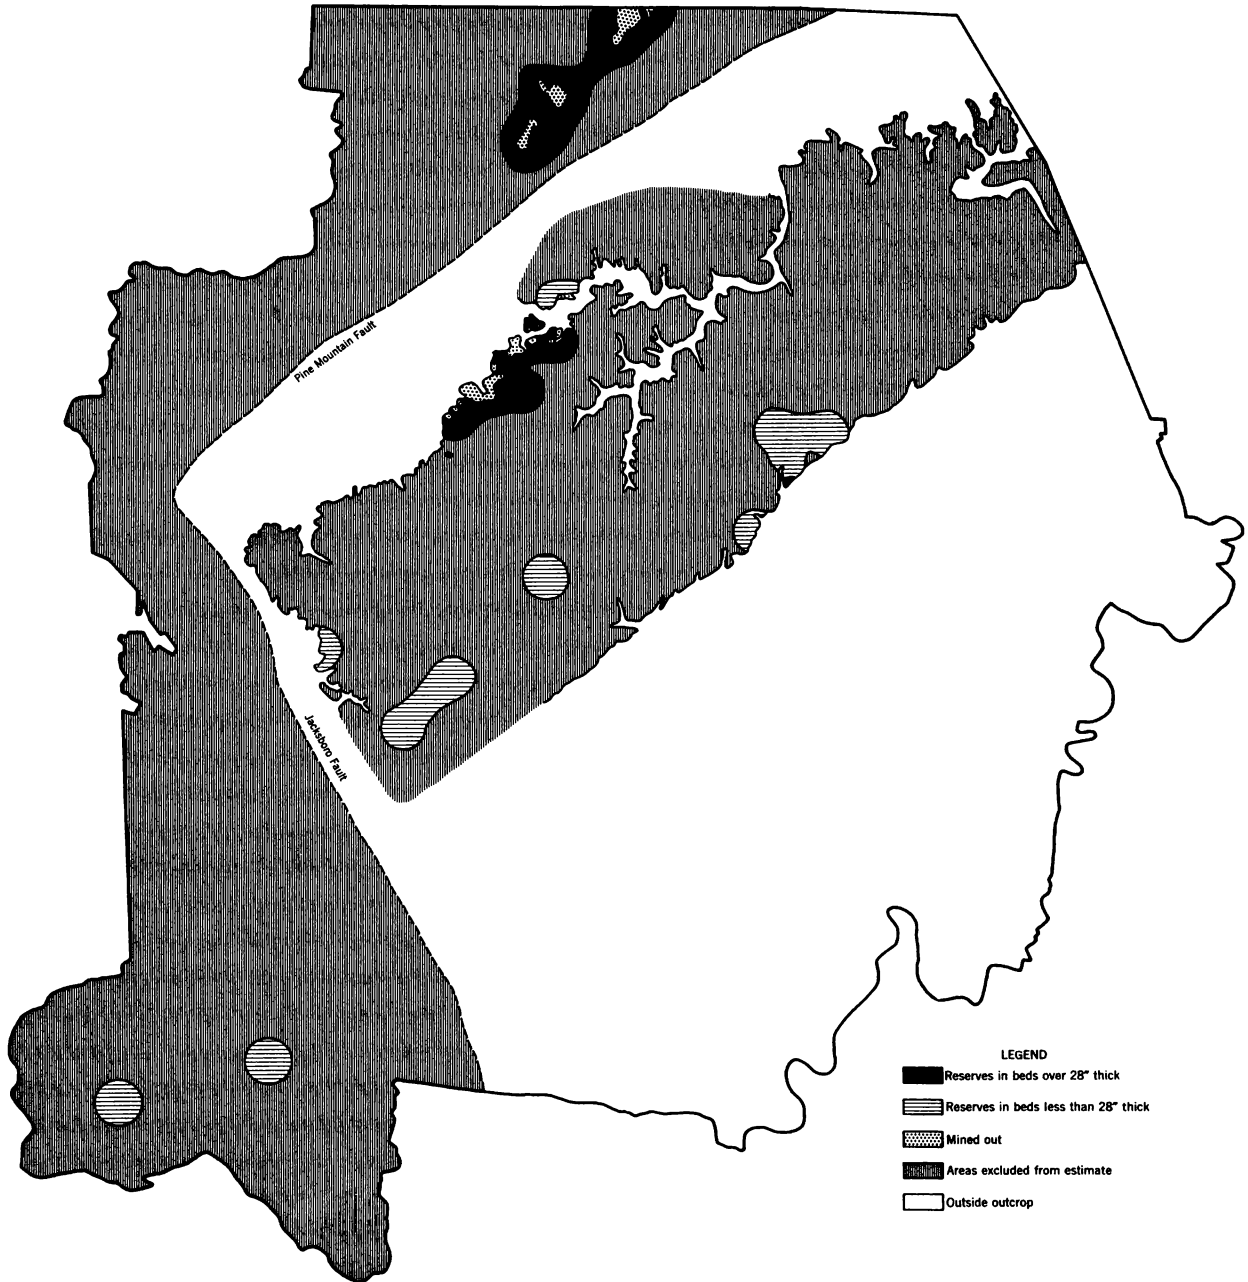 Pine Mountain Fault
Jacksboro Fault
LEGEND
Reserves in beds over 28" thick
Reserves in beds less than 28" thick
Mined out
Areas excluded from estimate
Outside outcrop